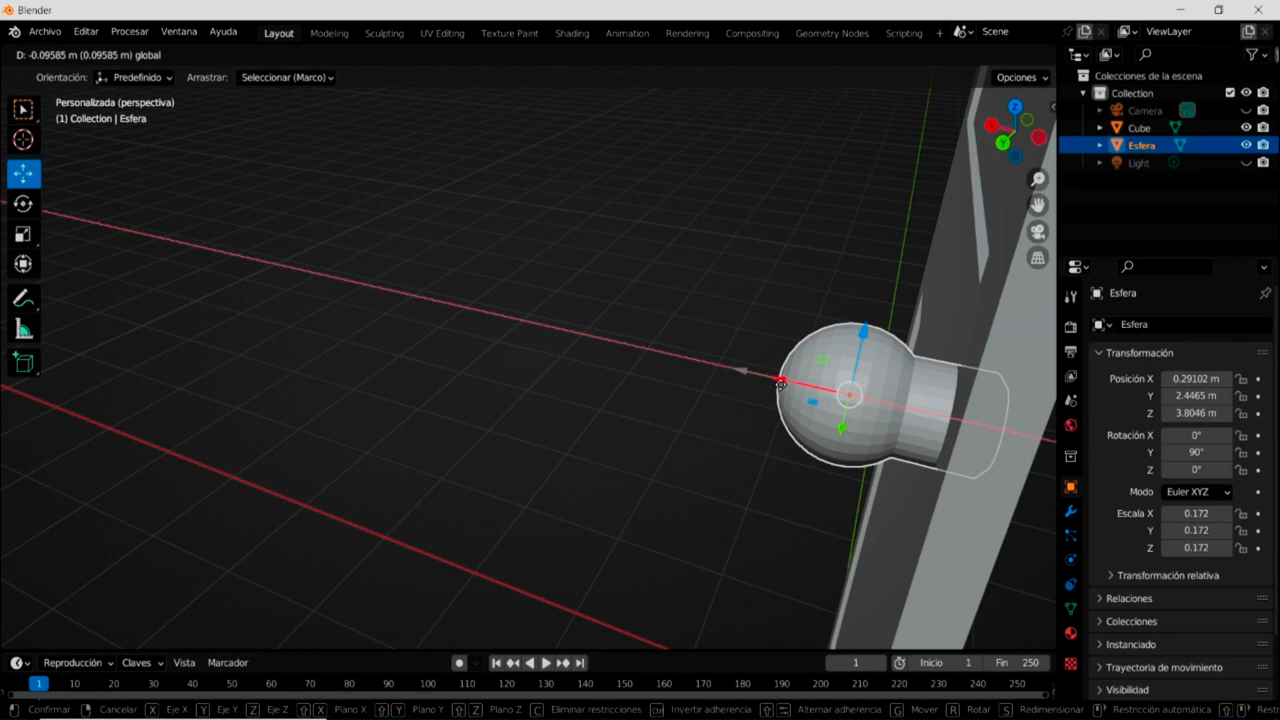 Blender
Archivo Editar Procesar Ventana Ayuda Layout Modeling Sculpting UV Editing Texture Paint Shading Animation Rendering Compositing Geometry Nodes Scripting + Scene ViewLayer
D: -0.09585 m (0.09585 m) global
Orientación: Predefinido Arrastrar: Seleccionar (Marco) Opciones
Personalizada (perspectiva)
(1) Collection | Esfera
Z
X
Y
Colecciones de la escena
Collection
Camera
Cube
Esfera
Light
Esfera
Esfera
Transformación
Posición X 0.29102 m
Y 2.4465 m
Z 3.8046 m
Rotación X 0°
Y 90°
Z 0°
Modo Euler XYZ
Escala X 0.172
Y 0.172
Z 0.172
Transformación relativa
Relaciones
Colecciones
Instanciado
Trayectoria de movimiento
Visibilidad
Reproducción Claves Vista Marcador 1 Inicio 1 Fin 250
1 10 20 30 40 50 60 70 80 90 100 110 120 130 140 150 160 170 180 190 200 210 220 230 240 250
Confirmar Cancelar X Eje X Y Eje Y Z Eje Z X Plano X Y Plano Y Z Plano Z C Eliminar restricciones Ctrl Invertir adherencia Alternar adherencia G Mover R Rotar S Redimensionar Restricción automática